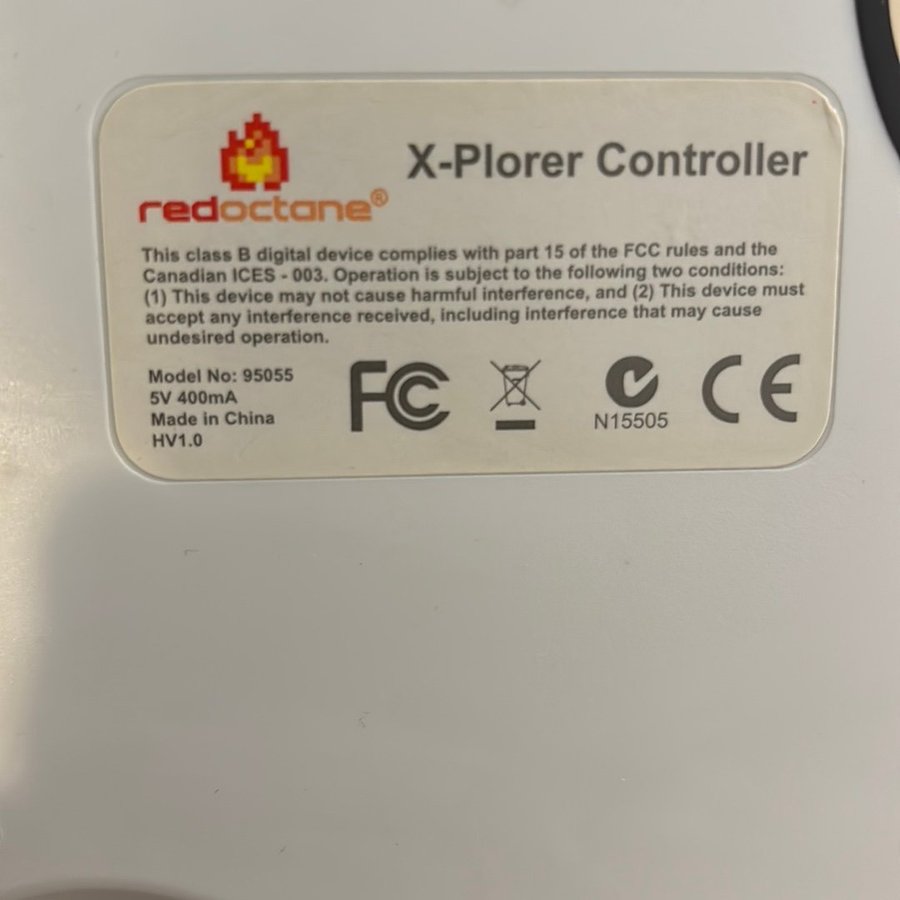 redoctane®
X-Plorer Controller
This class B digital device complies with part 15 of the FCC rules and the
Canadian ICES - 003. Operation is subject to the following two conditions:
(1) This device may not cause harmful interference, and (2) This device must
accept any interference received, including interference that may cause
undesired operation.
Model No: 95055
5V 400mA
Made in China
HV1.0
FC
N15505
CE